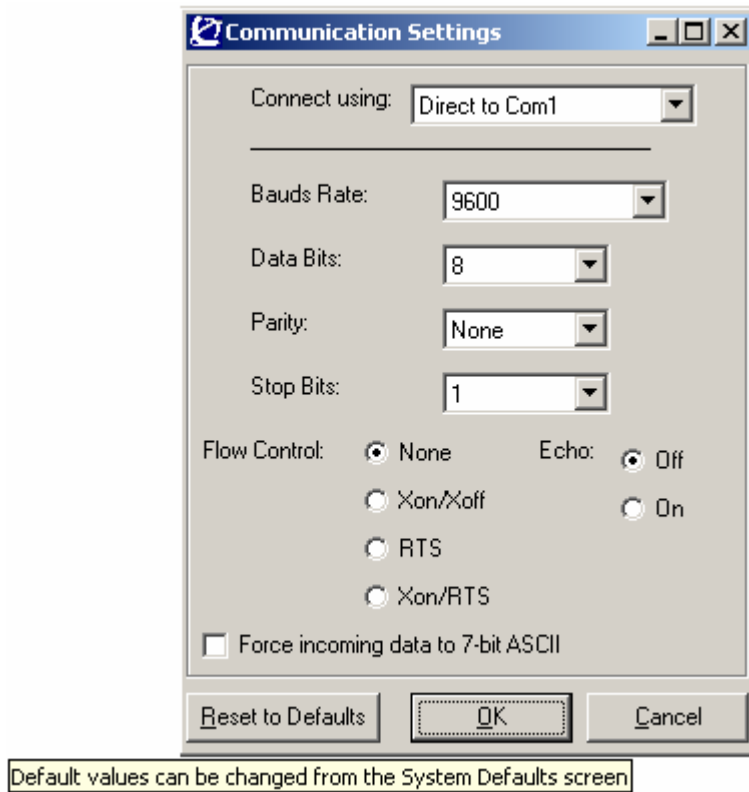 Communication Settings
Connect using: Direct to Com1
Bauds Rate: 9600
Data Bits: 8
Parity: None
Stop Bits: 1
Flow Control: None Echo: Off
Xon/Xoff On
RTS
Xon/RTS
Force incoming data to 7-bit ASCII
Reset to Defaults OK Cancel
Default values can be changed from the System Defaults screen